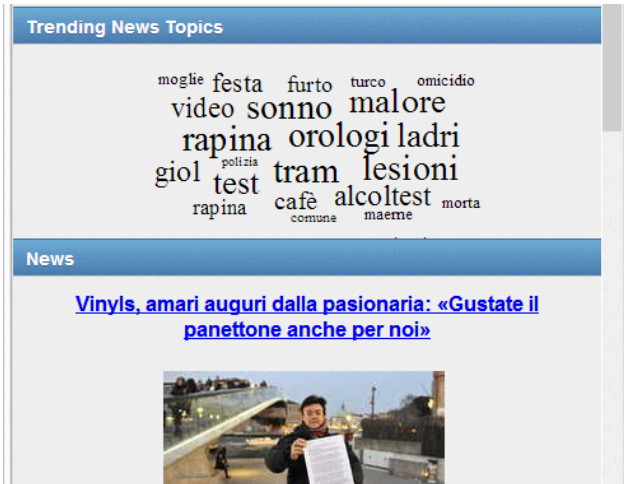 Trending News Topics
moglie festa furto turco omicidio
video sonno malore
rapina orologi ladri
giol polizia test tram lesioni
rapina cafè alcoltest morta
comune maerne
News
Vinyls, amari auguri dalla pasionaria: «Gustate il
panettone anche per noi»